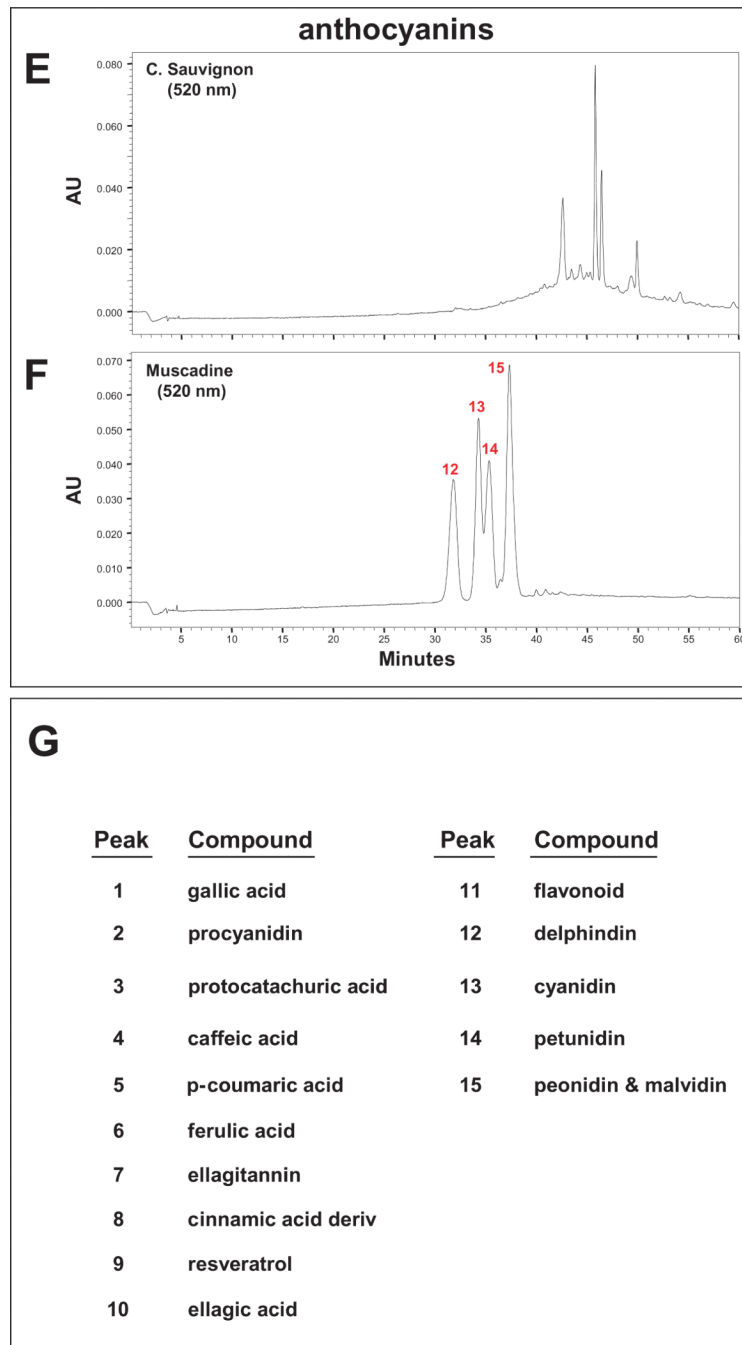 anthocyanins
E
C. Sauvignon
(520 nm)
AU
0.080
0.060
0.040
0.020
0.000
F
Muscadine
(520 nm)
AU
0.070
0.060
0.050
0.040
0.030
0.020
0.010
0.000
12
13
14
15
5 10 15 20 25 30 35 40 45 50 55 60
Minutes
G
Peak Compound Peak Compound
1 gallic acid 11 flavonoid
2 procyanidin 12 delphindin
3 protocatachuric acid 13 cyanidin
4 caffeic acid 14 petunidin
5 p-coumaric acid 15 peonidin & malvidin
6 ferulic acid
7 ellagitannin
8 cinnamic acid deriv
9 resveratrol
10 ellagic acid